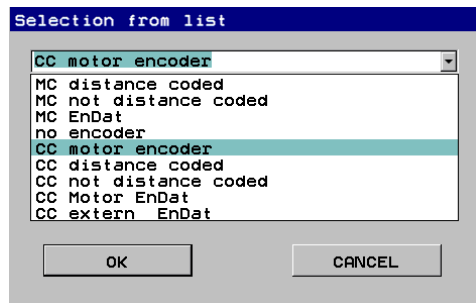 Selection from list
CC motor encoder
MC distance coded
MC not distance coded
MC EnDat
no encoder
CC motor encoder
CC distance coded
CC not distance coded
CC Motor EnDat
CC extern  EnDat
OK
CANCEL